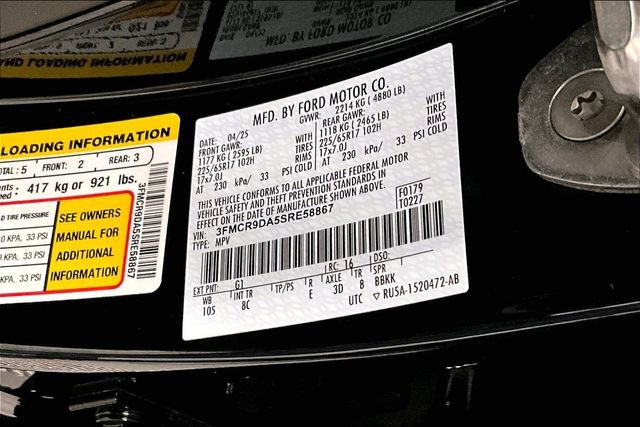 LOADING INFORMATION
TOTAL: 5 FRONT: 2 REAR: 3
417 kg or 921 lbs.
TIRE PRESSURE
KPA, 33 PSI
KPA, 33 PSI
KPA, 33 PSI
SEE OWNERS
MANUAL FOR
ADDITIONAL
INFORMATION
3FMCR9DA5SRE58867
MFD. BY FORD MOTOR CO.
DATE: 04/25 GVWR: 2214 KG ( 4880 LB)
FRONT GAWR: REAR GAWR:
1177 KG (2595 LB) WITH 1118 KG (2465 LB) WITH
225/65R17 102H TIRES 225/65R17 102H TIRES
17x7.0J RIMS 17x7.0J RIMS
AT 230 kPa/ 33 PSI COLD AT 230 kPa/ 33 PSI COLD
THIS VEHICLE CONFORMS TO ALL APPLICABLE FEDERAL MOTOR
VEHICLE SAFETY AND THEFT PREVENTION STANDARDS IN
EFFECT ON THE DATE OF MANUFACTURE SHOWN ABOVE.
VIN: 3FMCR9DA5SRE58867 F0179
TYPE: MPV T0227
EXT PNT: G1 RC: 16 DSO:
WB INT TR TP/PS R AXLE TR SPR
105 8C E 3D 8 BBKK
UTC ▽ RU5A-1520472-AB